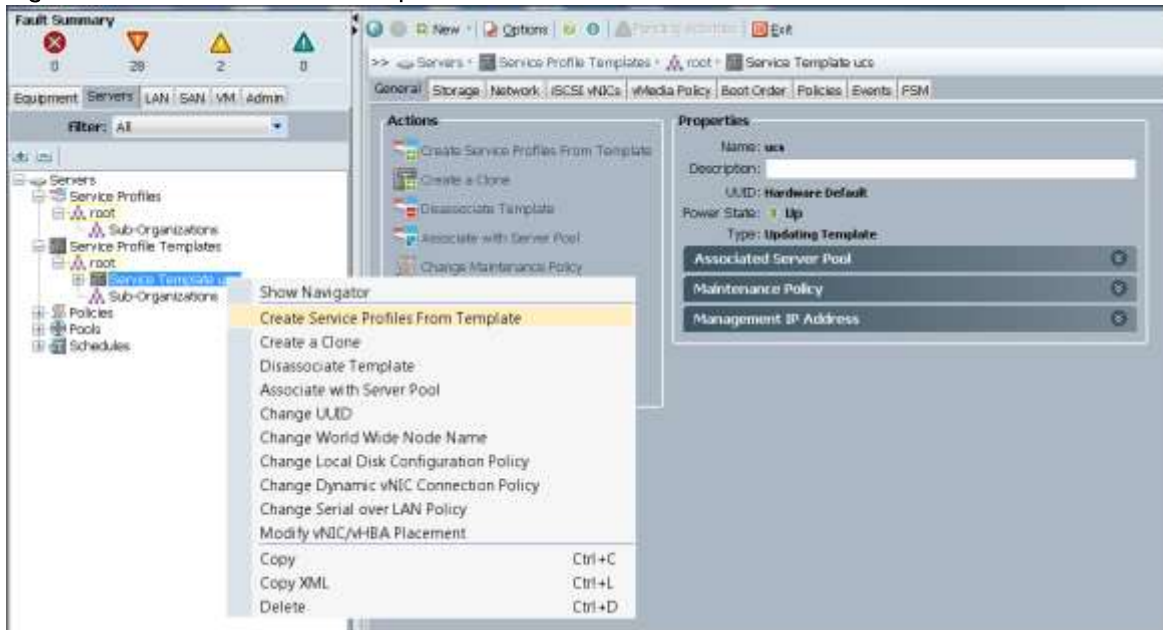 Fault Summary
0 28 2 0
Equipment Servers LAN SAN VM Admin
Filter: All
Servers
Service Profiles
root
Sub-Organizations
Service Profile Templates
root
Service Template
Sub-Organizations
Policies
Pools
Schedules
New Options Exit
>> Servers Service Profile Templates root Service Template ucs
General Storage Network iSCSI vNICs vMedia Policy Boot Order Policies Events FSM
Actions
Create Service Profiles From Template
Create a Clone
Disassociate Template
Associate with Server Pool
Change Maintenance Policy
Properties
Name: ucs
Description:
UUID: Hardware Default
Power State: Up
Type: Updating Template
Associated Server Pool
Maintenance Policy
Management IP Address
Show Navigator
Create Service Profiles From Template
Create a Clone
Disassociate Template
Associate with Server Pool
Change UUID
Change World Wide Node Name
Change Local Disk Configuration Policy
Change Dynamic vNIC Connection Policy
Change Serial over LAN Policy
Modify vNIC/vHBA Placement
Copy Ctrl+C
Copy XML Ctrl+L
Delete Ctrl+D